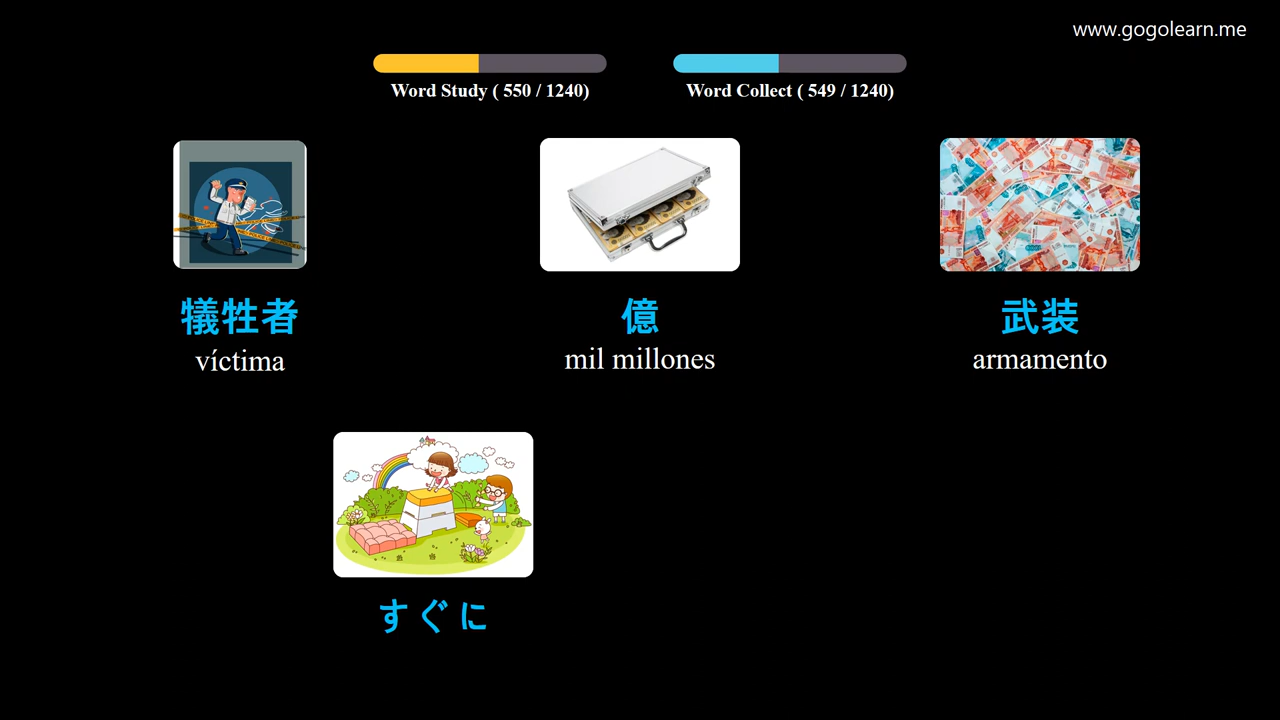 www.gogolearn.me
Word Study ( 550 / 1240)
Word Collect ( 549 / 1240)
犠牲者
víctima
億
mil millones
武装
armamento
すぐに